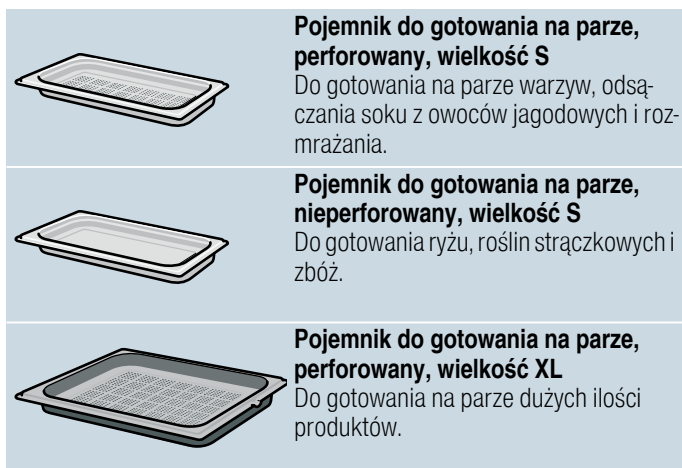 Pojemnik do gotowania na parze,
perforowany, wielkość S
Do gotowania na parze warzyw, odsą-
czania soku z owoców jagodowych i roz-
mrażania.
Pojemnik do gotowania na parze,
nieperforowany, wielkość S
Do gotowania ryżu, roślin strączkowych i
zbóż.
Pojemnik do gotowania na parze,
perforowany, wielkość XL
Do gotowania na parze dużych ilości
produktów.